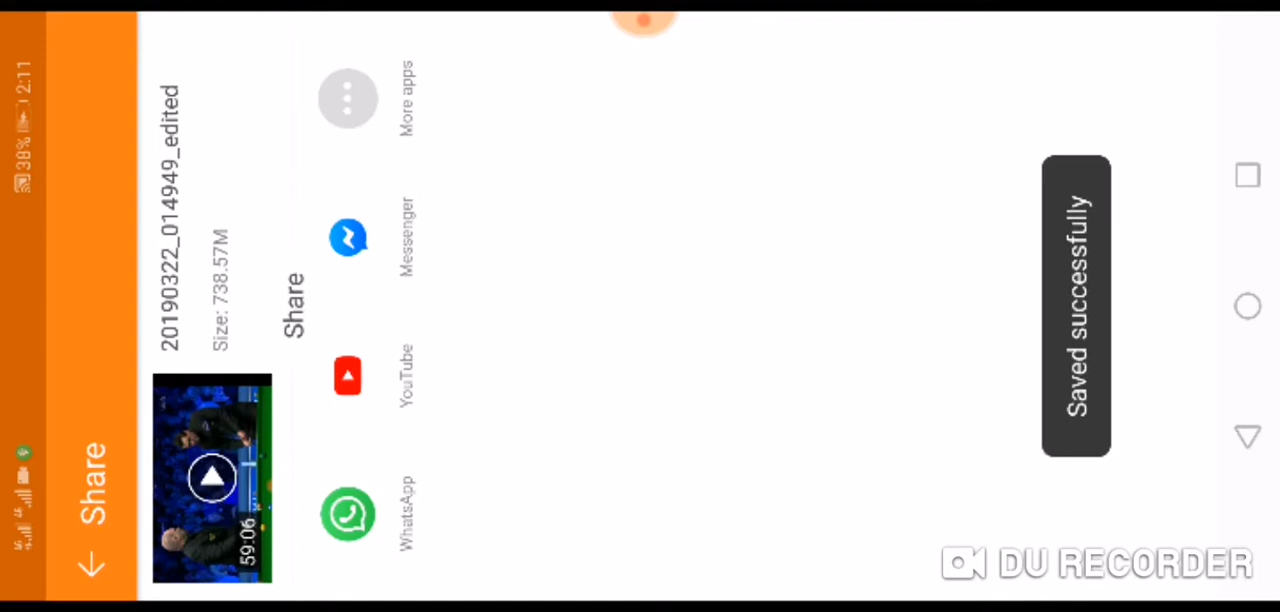 38% 2:11
Share
20190322_014949_edited
Size: 738.57M
59:06
Share
WhatsApp
YouTube
Messenger
More apps
Saved successfully
DU RECORDER